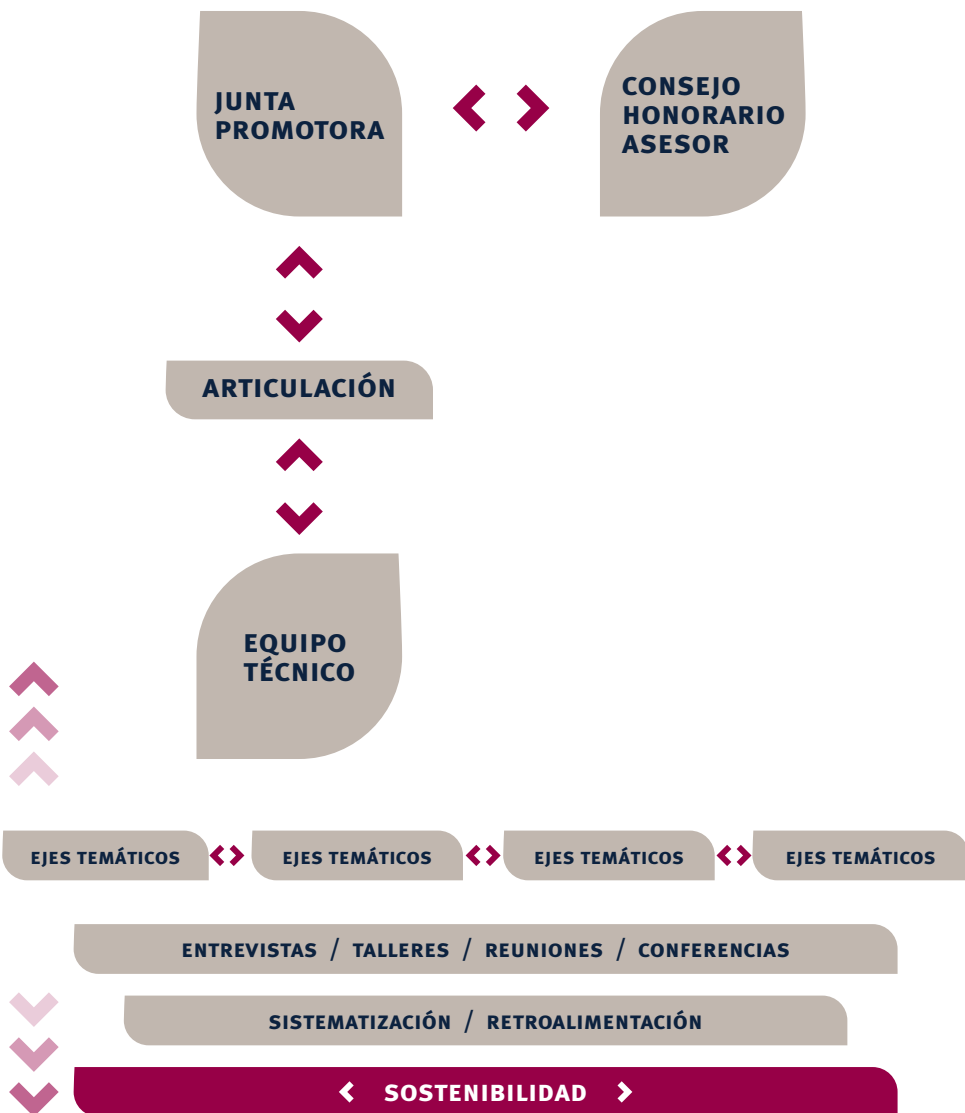 JUNTA
PROMOTORA
CONSEJO
HONORARIO
ASESOR
ARTICULACIÓN
EQUIPO
TÉCNICO
EJES TEMÁTICOS
EJES TEMÁTICOS
EJES TEMÁTICOS
EJES TEMÁTICOS
ENTREVISTAS / TALLERES / REUNIONES / CONFERENCIAS
SISTEMATIZACIÓN / RETROALIMENTACIÓN
SOSTENIBILIDAD